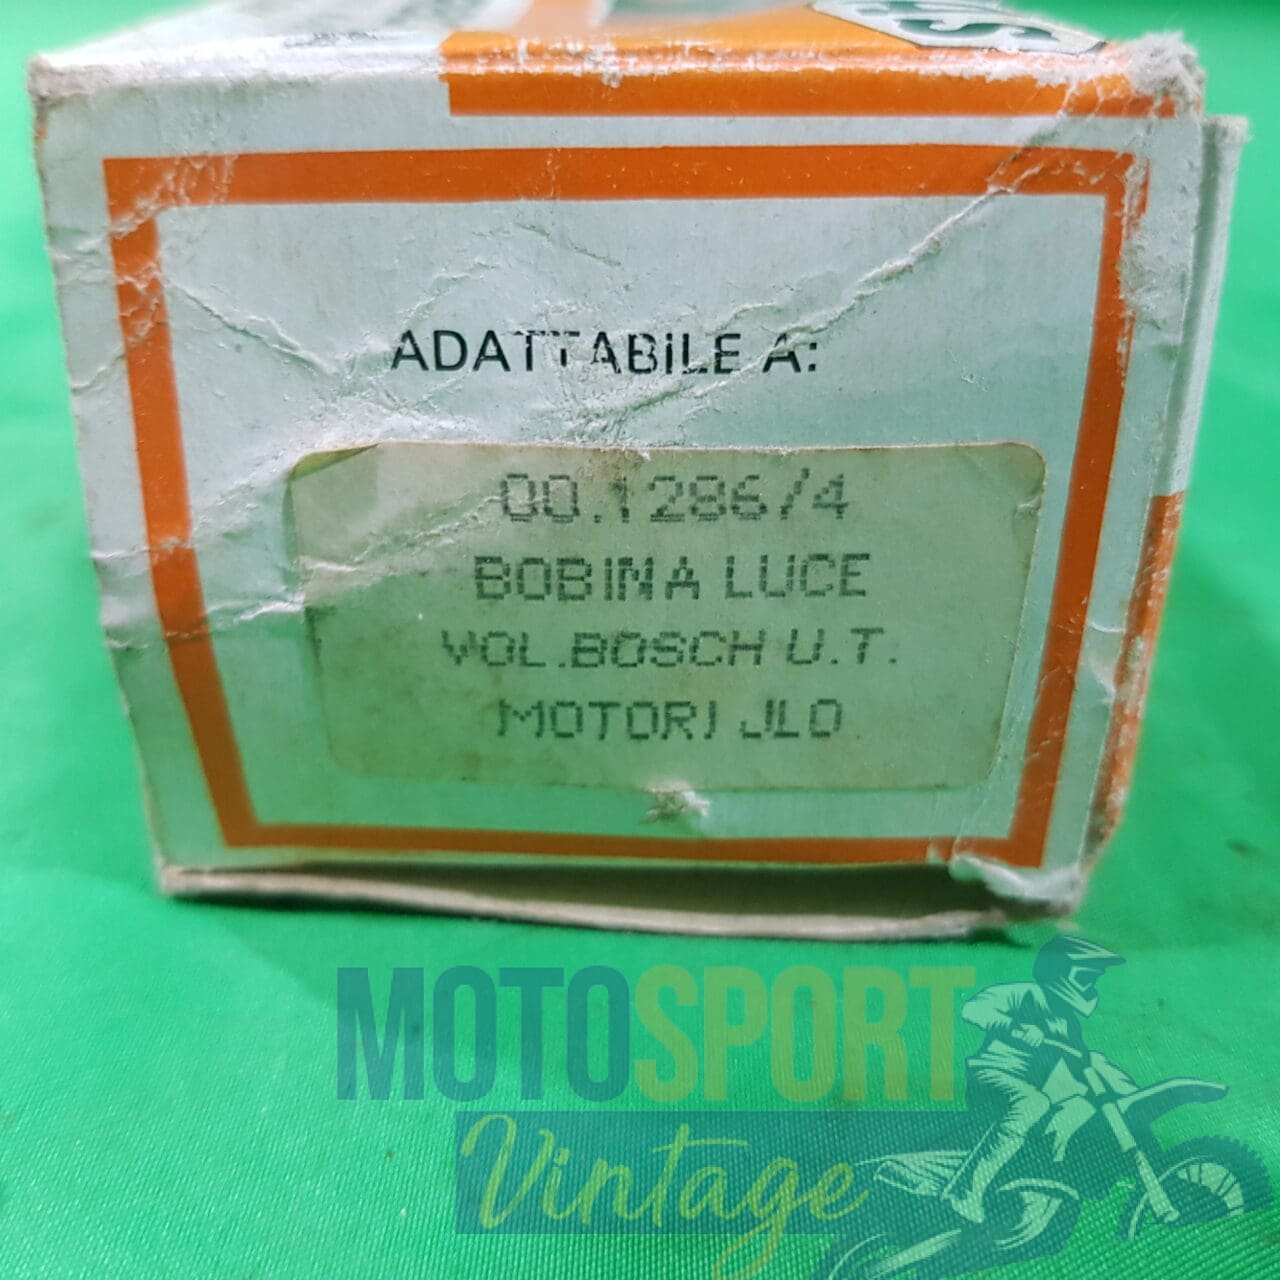 ADATTABILE A:
00.1286/4
BOBINA LUCE
VOL.BOSCH U.T.
MOTORI JLO
MOTOSPORT
Vintage